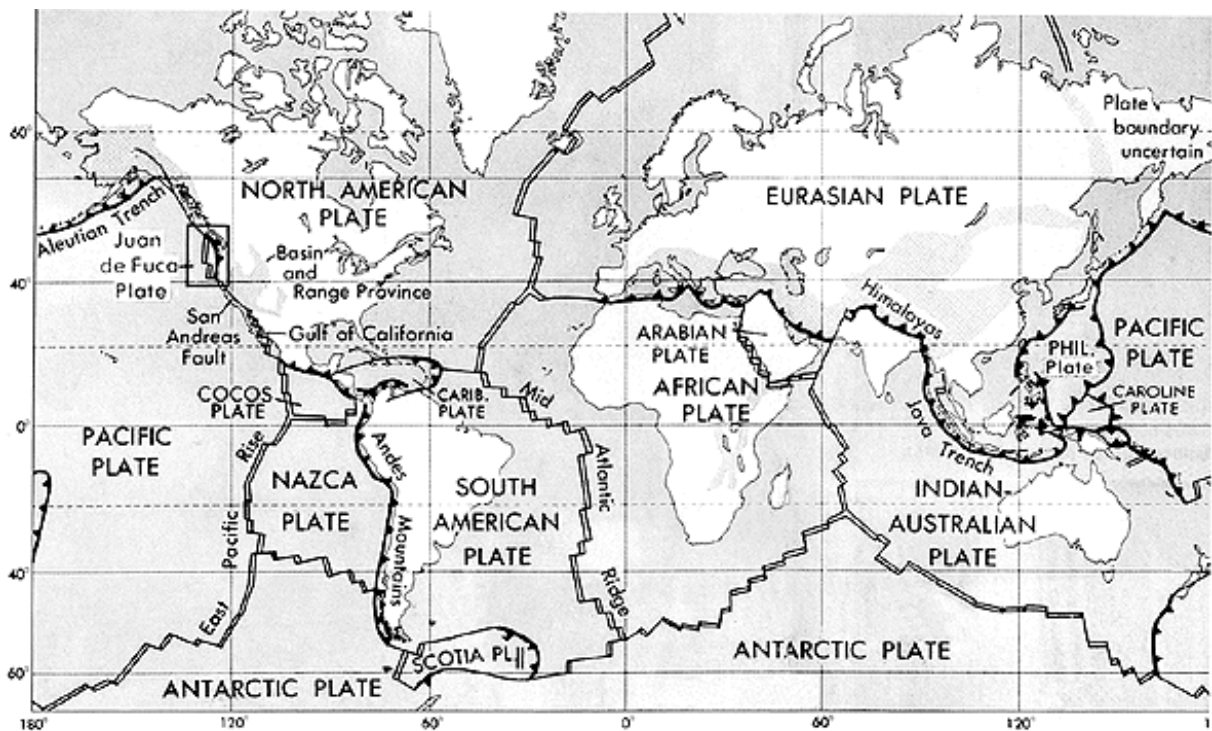 60°
Plate
boundary
uncertain
NORTH AMERICAN
PLATE
EURASIAN PLATE
Aleutian Trench
Juan
de Fuca
Plate
Basin
and
Range Province
40°
San
Andreas
Fault
Gulf of California
Himalayas
ARABIAN
PLATE
PHIL.
Plate
PACIFIC
PLATE
COCOS
PLATE
CARIB.
PLATE
Mid
AFRICAN
PLATE
CAROLINE
PLATE
0°
PACIFIC
PLATE
Rise
Andes
Atlantic
Java
Trench
NAZCA
PLATE
SOUTH
AMERICAN
PLATE
INDIAN-
AUSTRALIAN
PLATE
Pacific
Mountains
40°
East
Ridge
SCOTIA PL
ANTARCTIC PLATE
ANTARCTIC PLATE
60°
180°
120°
60°
0°
60°
120°
1